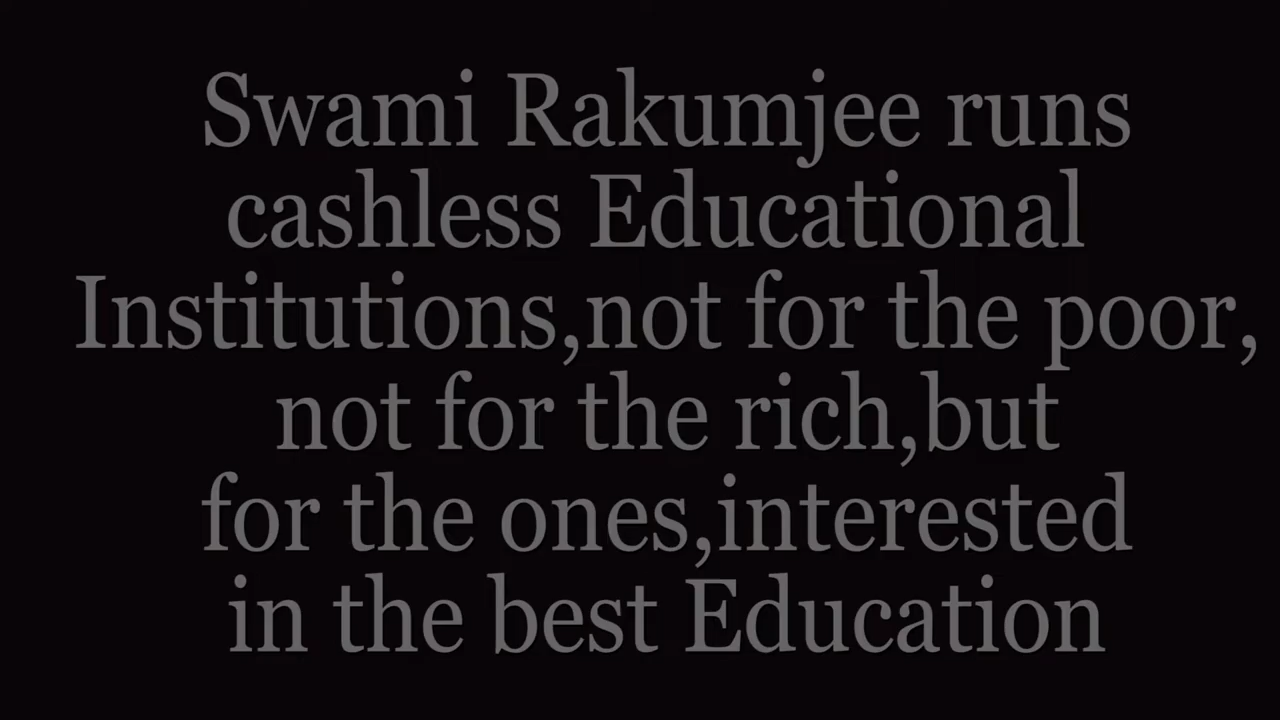 Swami Rakumjee runs
cashless Educational
Institutions,not for the poor,
not for the rich,but
for the ones,interested
in the best Education